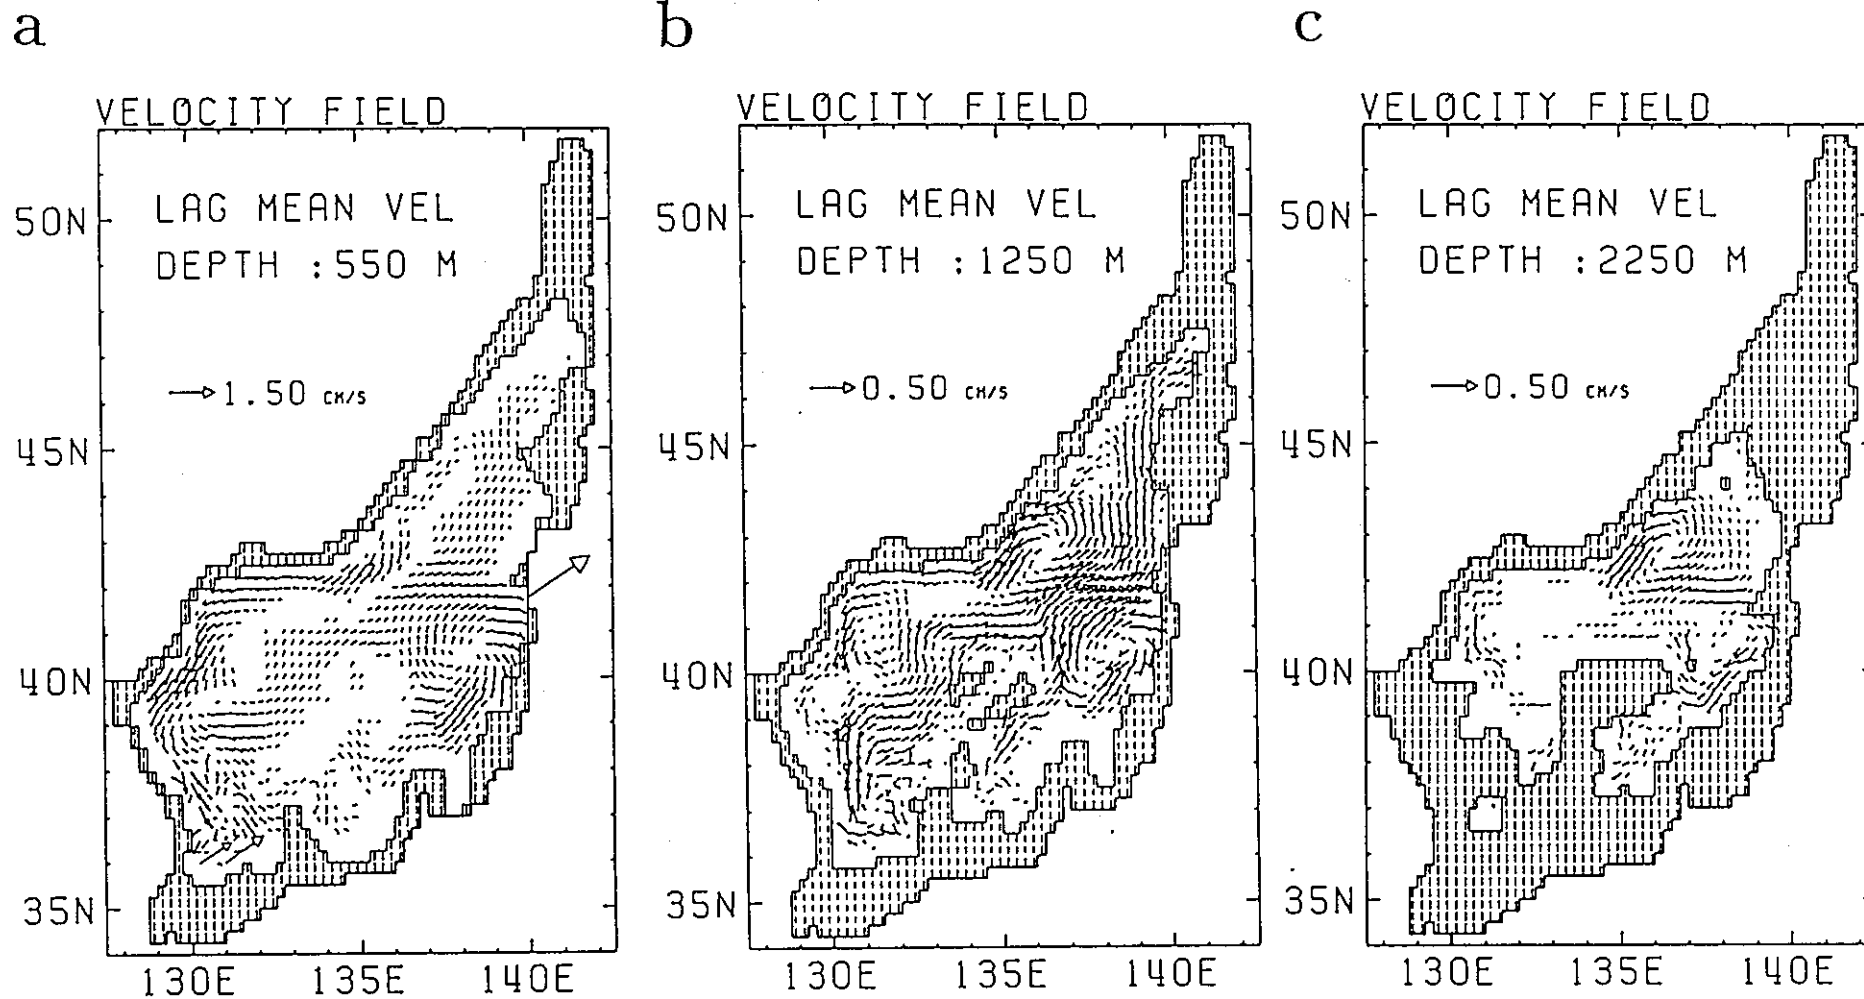 a
VELOCITY FIELD
LAG MEAN VEL
DEPTH :550 M
1.50 CM/S
50N
45N
40N
35N
130E 135E 140E
b
VELOCITY FIELD
LAG MEAN VEL
DEPTH :1250 M
0.50 CM/S
50N
45N
40N
35N
130E 135E 140E
c
VELOCITY FIELD
LAG MEAN VEL
DEPTH :2250 M
0.50 CM/S
50N
45N
40N
35N
130E 135E 140E